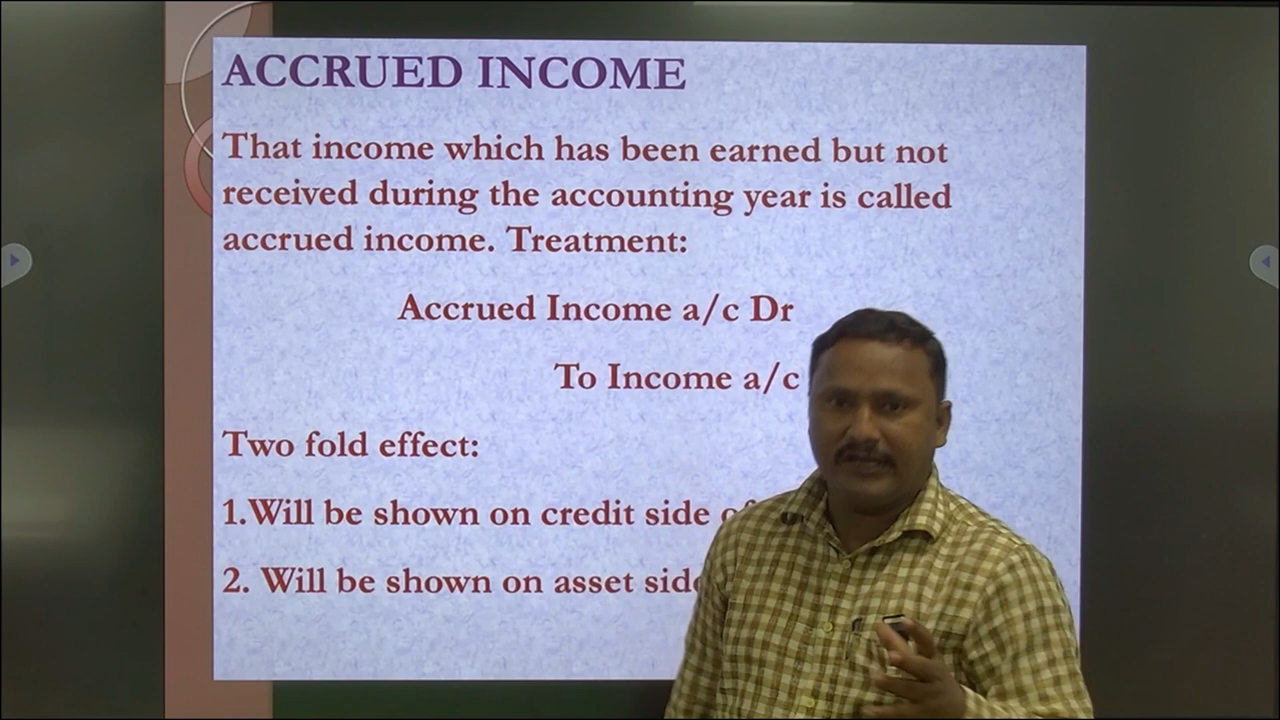 ACCRUED INCOME
That income which has been earned but not
received during the accounting year is called
accrued income. Treatment:
Accrued Income a/c Dr
To Income a/c
Two fold effect:
1.Will be shown on credit side of
2. Will be shown on asset side